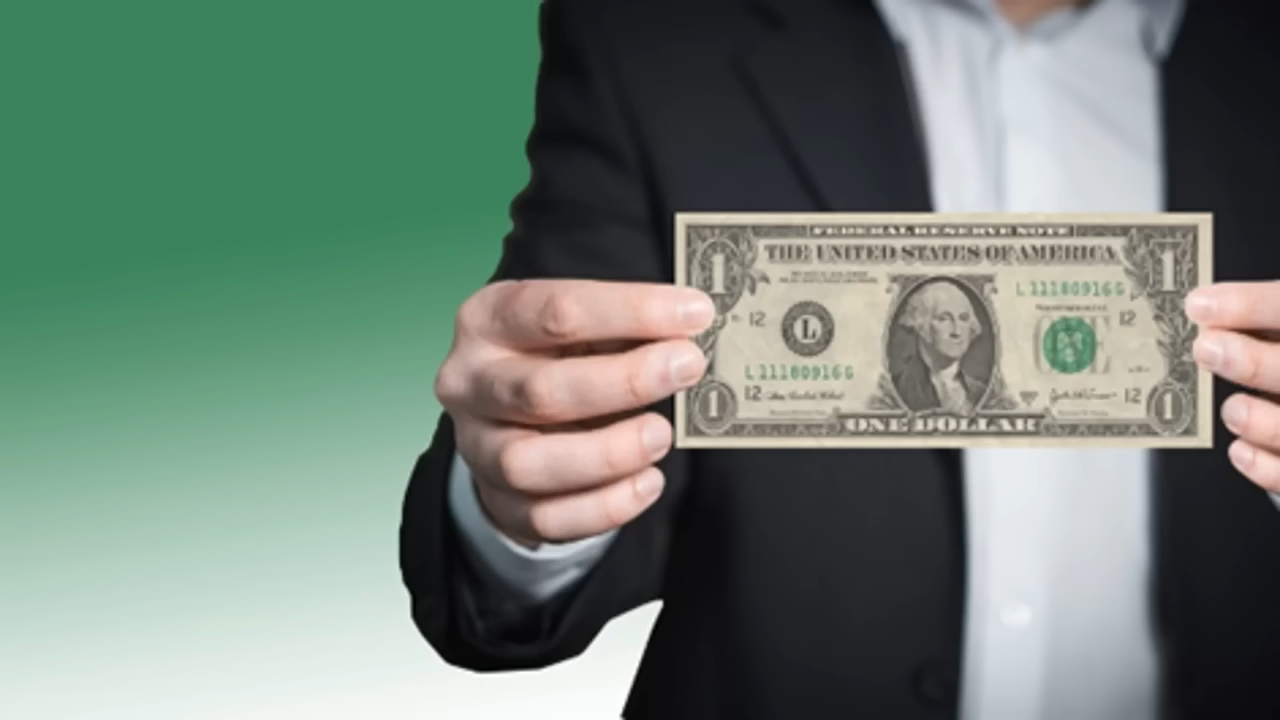 FEDERAL RESERVE NOTE
THE UNITED STATES OF AMERICA
1
1
L 11180916 G
12
L
12
L 11180916 G
12
12
1
1
ONE DOLLAR